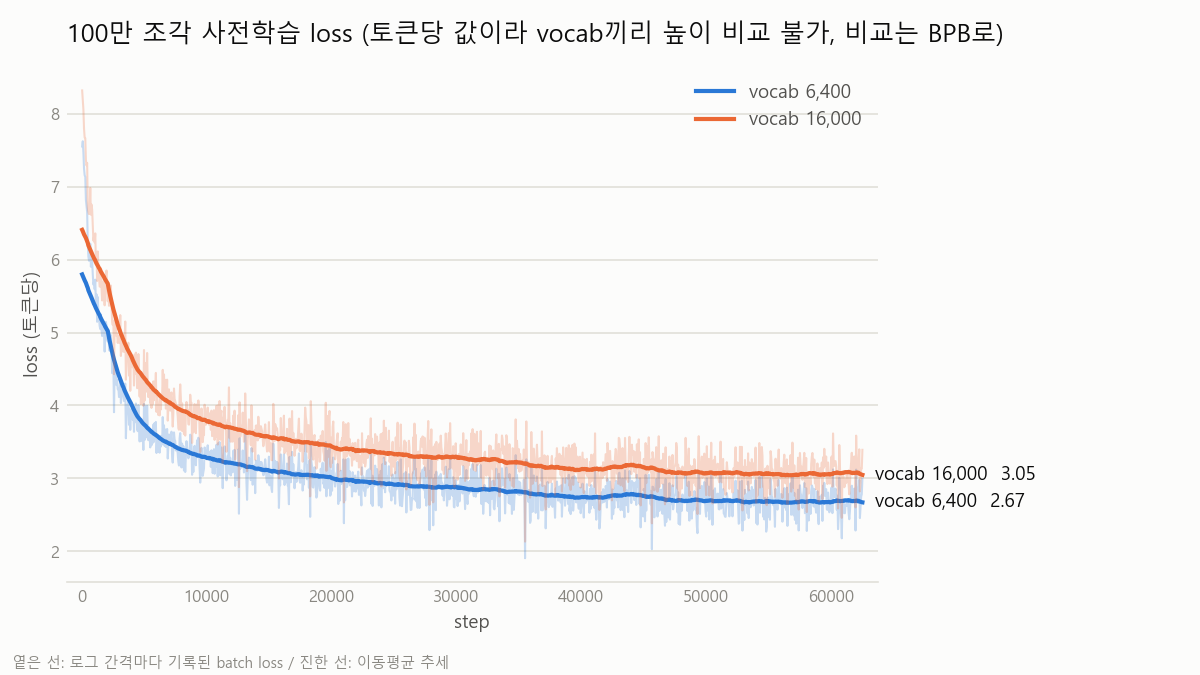 100만 조각 사전학습 loss (토큰당 값이라 vocab끼리 높이 비교 불가, 비교는 BPB로)
vocab 6,400
vocab 16,000
8
7
6
5
4
3
2
loss (토큰당)
vocab 16,000 3.05
vocab 6,400 2.67
0 10000 20000 30000 40000 50000 60000
step
옅은 선: 로그 간격마다 기록된 batch loss / 진한 선: 이동평균 추세